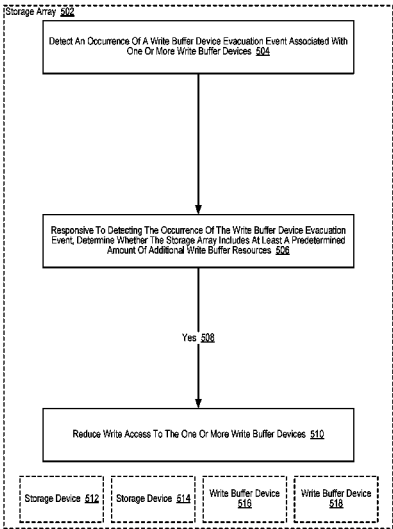 Storage Array 502
Detect An Occurrence Of A Write Buffer Device Evacuation Event Associated With
One Or More Write Buffer Devices 504
Responsive To Detecting The Occurrence Of The Write Buffer Device Evacuation
Event, Determine Whether The Storage Array Includes At Least A Predetermined
Amount Of Additional Write Buffer Resources 506
Yes 508
Reduce Write Access To The One Or More Write Buffer Devices 510
Storage Device 512
Storage Device 514
Write Buffer Device
516
Write Buffer Device
518